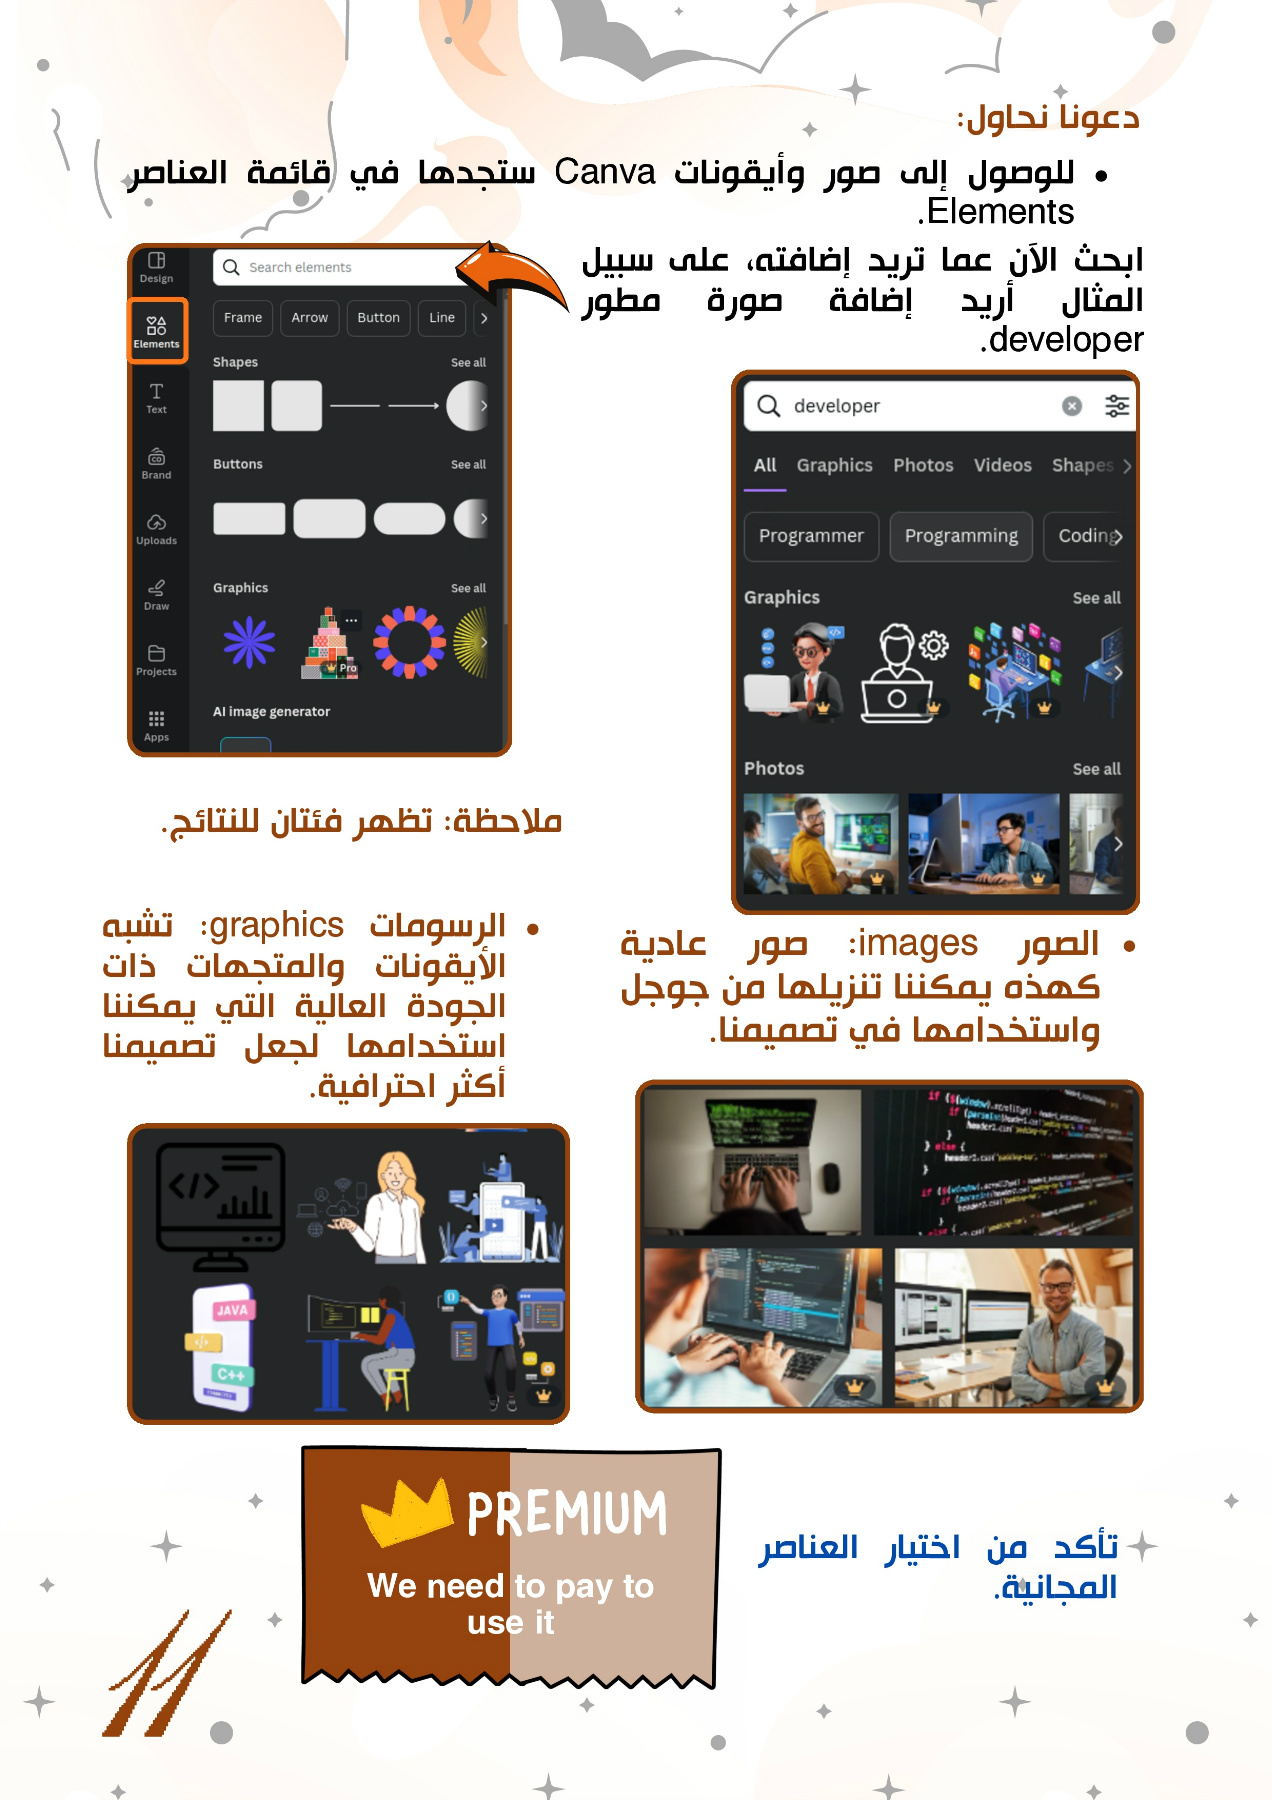 دعونا نحاول:
• للوصول إلى صور وأيقونات Canva ستجدها في قائمة العناصر
Elements.
ابحث الآن عما تريد إضافته، على سبيل
المثال أريد إضافة صورة مطور
developer.
Design
Elements
Text
Brand
Uploads
Draw
Projects
Apps
Search elements
Frame Arrow Button Line
Shapes See all
Buttons See all
Graphics See all
Pro
AI image generator
developer
All Graphics Photos Videos Shapes
Programmer Programming Coding
Graphics See all
Photos See all
ملاحظة: تظهر فئتان للنتائج.
• الصور images: صور عادية
كهذه يمكننا تنزيلها من جوجل
واستخدامها في تصميمنا.
• الرسومات graphics: تشبه
الأيقونات والمتجهات ذات
الجودة العالية التي يمكننا
استخدامها لجعل تصميمنا
أكثر احترافية.
</>
JAVA
</>
C++
PREMIUM
We need to pay to
use it
تأكد من اختيار العناصر
المجانية.
11